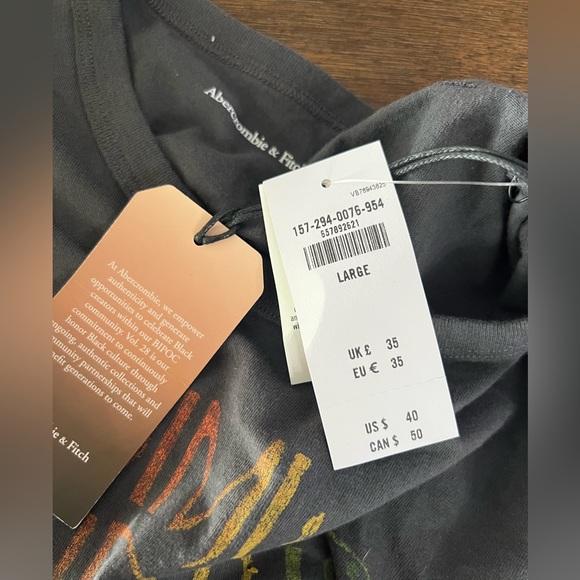 Abercrombie & Fitch
At Abercrombie, we empower
authenticity and generate
opportunities to celebrate Black
creators within our BIPOC
community. Vol. 28 is our
commitment to continuously
honor Black culture through
ongoing, authentic collections and
community partnerships that will
benefit generations to come.
bie & Fitch
157-294-0076-954
557892621
LARGE
UK £ 35
EU € 35
US $ 40
CAN $ 50